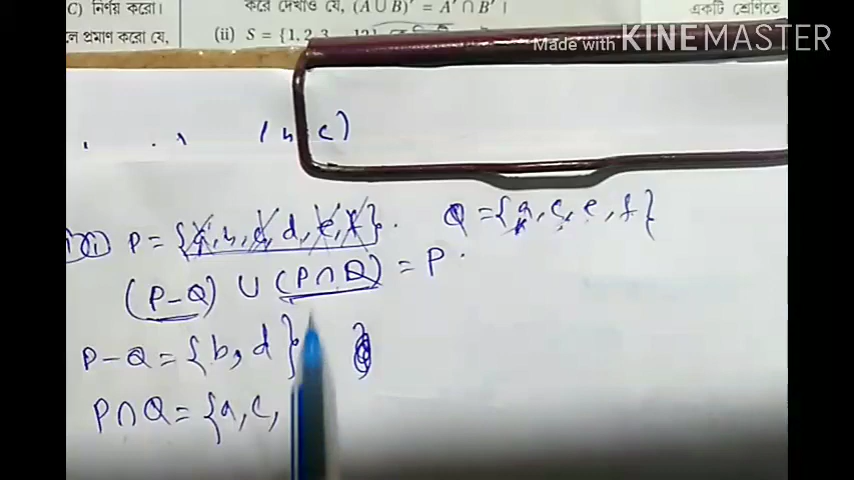 C) নির্ণয় করো।
করে দেখাও যে, (A ∪ B)′ = A′ ∩ B′ ।
একটি শ্রেণিতে
লে প্রমাণ করো যে,
(ii) S = {1, 2, 3
Made with KINEMASTER
P = {a, b, c, d, e, f}. Q = {a, c, e, f}
(P - Q) ∪ (P ∩ Q) = P.
P - Q = {b, d}
P ∩ Q = {a, c,